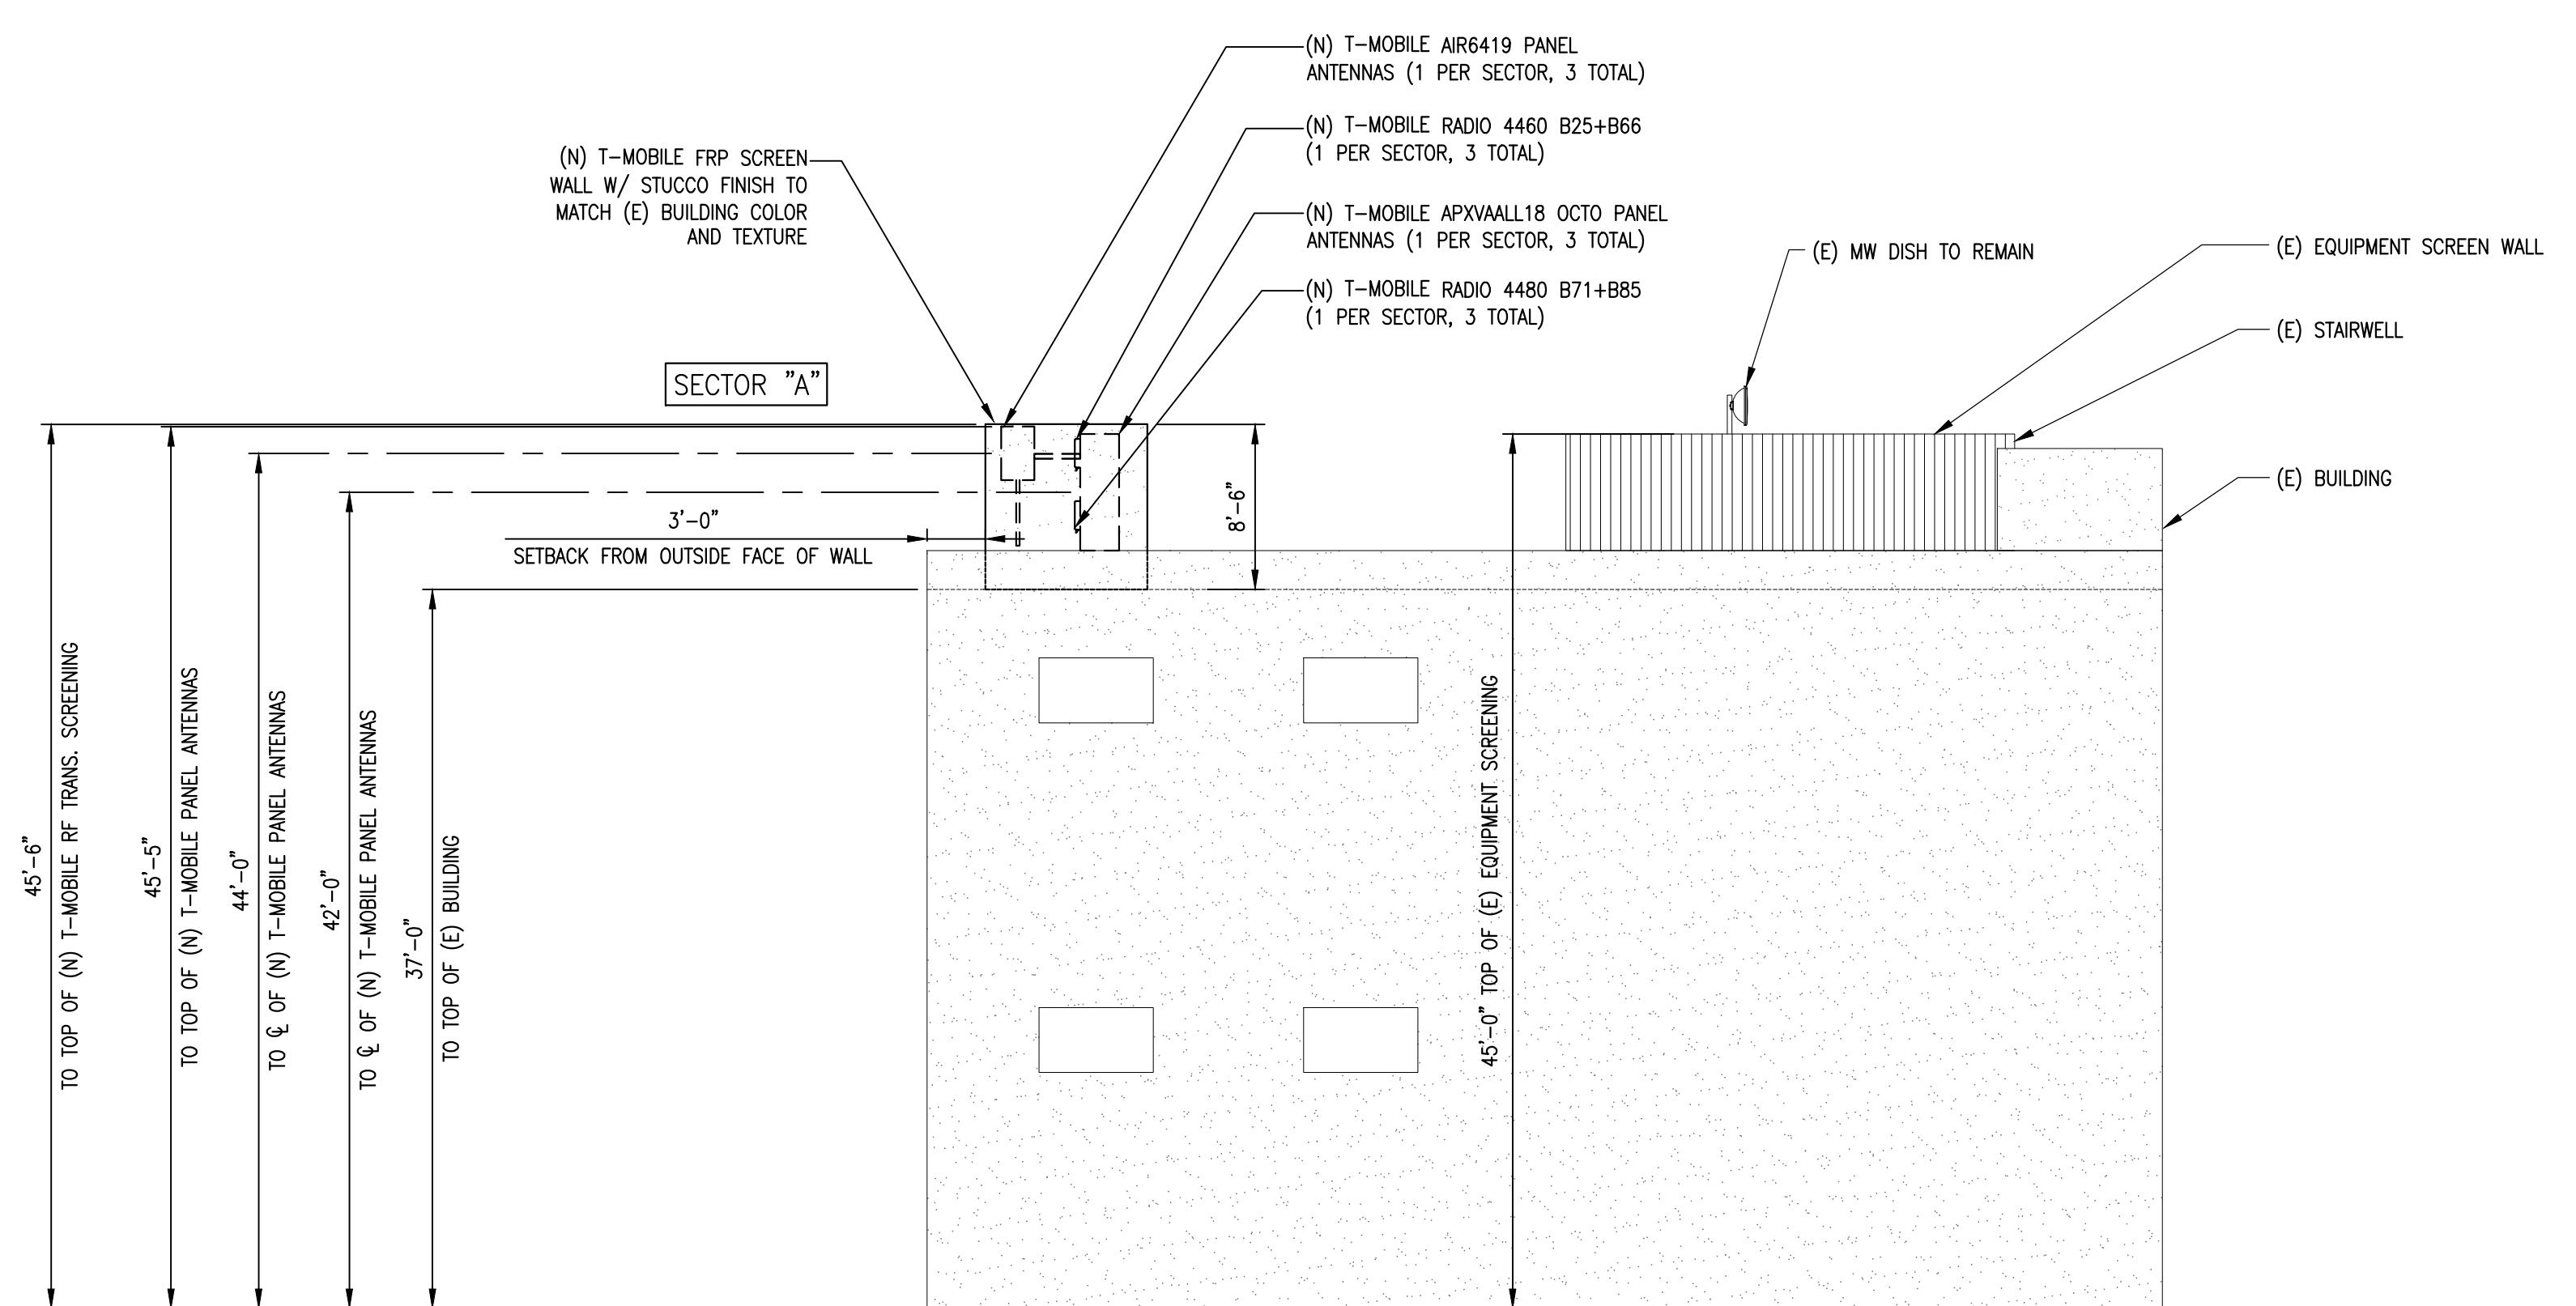 (N) T-MOBILE AIR6419 PANEL
ANTENNAS (1 PER SECTOR, 3 TOTAL)
(N) T-MOBILE RADIO 4460 B25+B66
(1 PER SECTOR, 3 TOTAL)
(N) T-MOBILE FRP SCREEN
WALL W/ STUCCO FINISH TO
MATCH (E) BUILDING COLOR
AND TEXTURE
(N) T-MOBILE APXVAALL18 OCTO PANEL
ANTENNAS (1 PER SECTOR, 3 TOTAL)
(N) T-MOBILE RADIO 4480 B71+B85
(1 PER SECTOR, 3 TOTAL)
(E) MW DISH TO REMAIN
(E) EQUIPMENT SCREEN WALL
(E) STAIRWELL
(E) BUILDING
SECTOR "A"
3'-0"
SETBACK FROM OUTSIDE FACE OF WALL
8'-6"
45'-6"
TO TOP OF (N) T-MOBILE RF TRANS. SCREENING
45'-5"
TO TOP OF (N) T-MOBILE PANEL ANTENNAS
44'-0"
TO ℄ OF (N) T-MOBILE PANEL ANTENNAS
42'-0"
TO ℄ OF (N) T-MOBILE PANEL ANTENNAS
37'-0"
TO TOP OF (E) BUILDING
45'-0" TOP OF (E) EQUIPMENT SCREENING